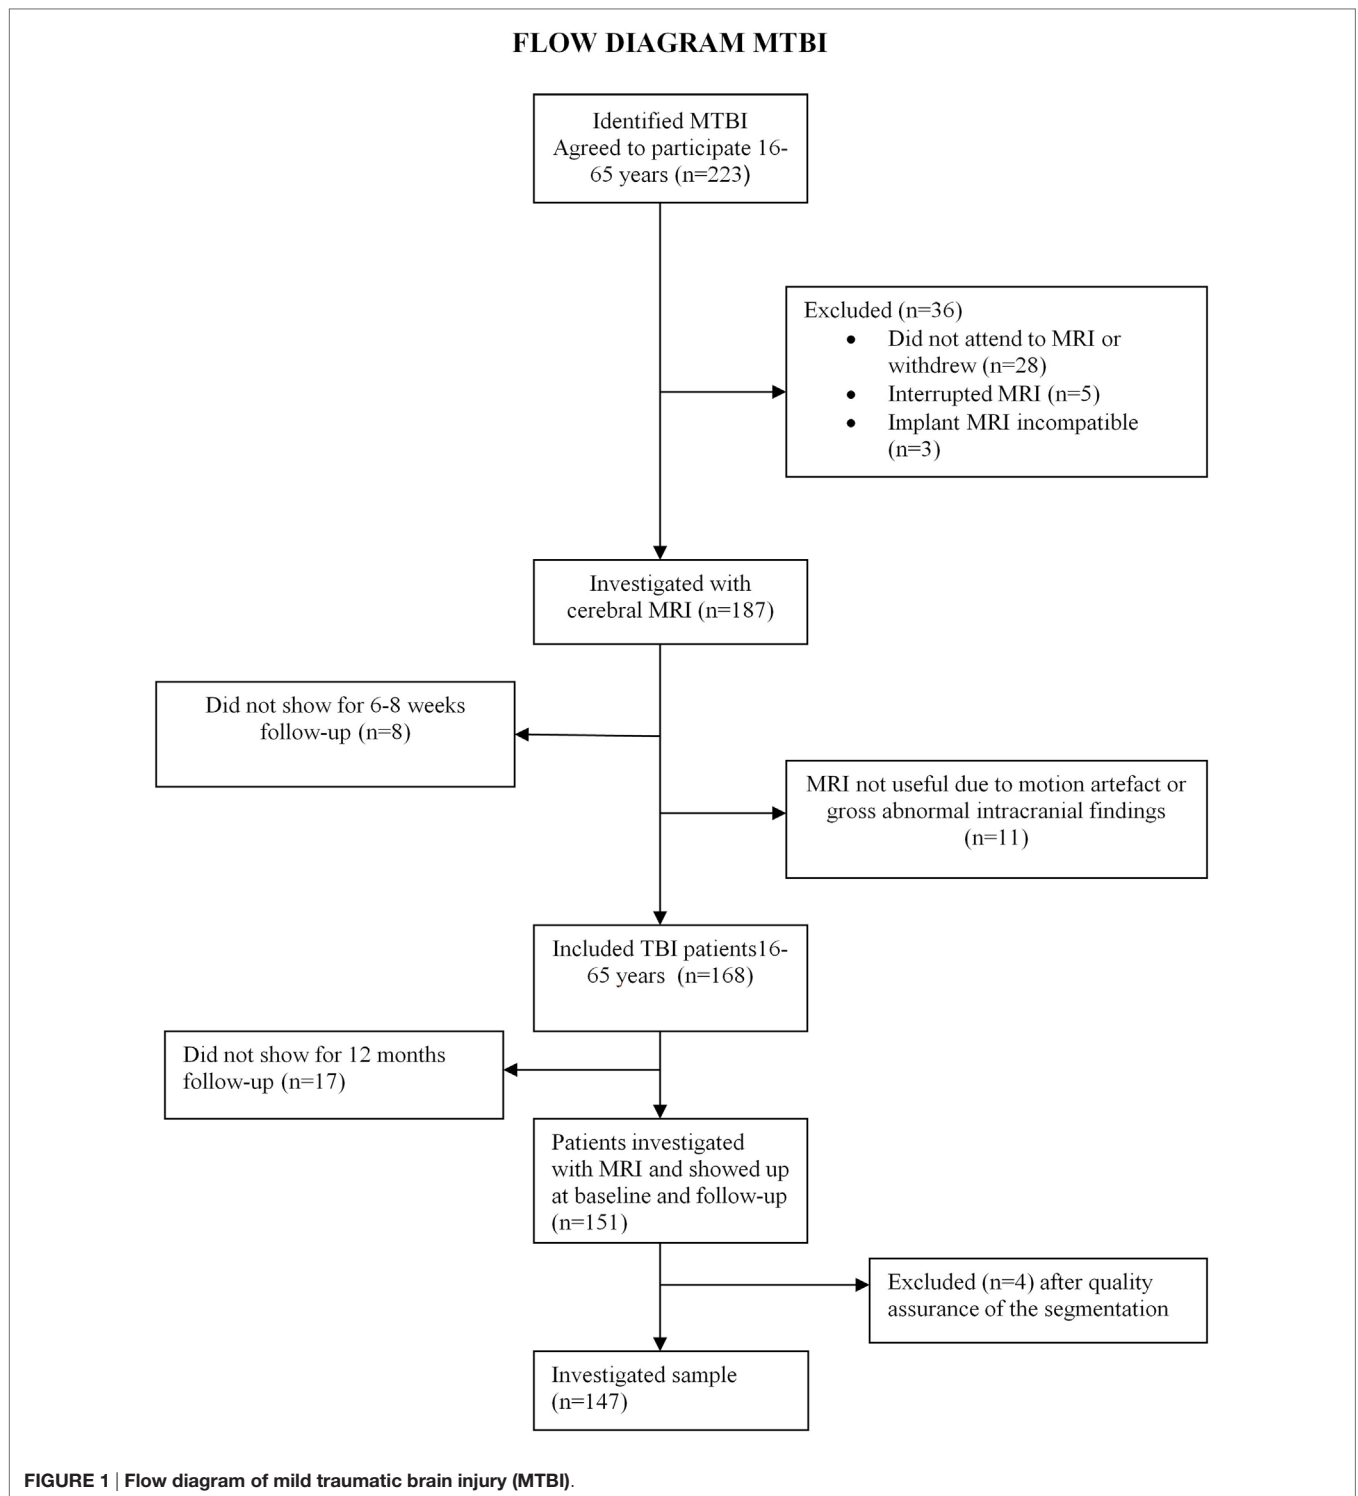 FLOW DIAGRAM MTBI
Identified MTBI
Agreed to participate 16-
65 years (n=223)
Excluded (n=36)
• Did not attend to MRI or
withdrew (n=28)
• Interrupted MRI (n=5)
• Implant MRI incompatible
(n=3)
Investigated with
cerebral MRI (n=187)
Did not show for 6-8 weeks
follow-up (n=8)
MRI not useful due to motion artefact or
gross abnormal intracranial findings
(n=11)
Included TBI patients16-
65 years (n=168)
Did not show for 12 months
follow-up (n=17)
Patients investigated
with MRI and showed up
at baseline and follow-up
(n=151)
Excluded (n=4) after quality
assurance of the segmentation
Investigated sample
(n=147)
FIGURE 1 | Flow diagram of mild traumatic brain injury (MTBI).